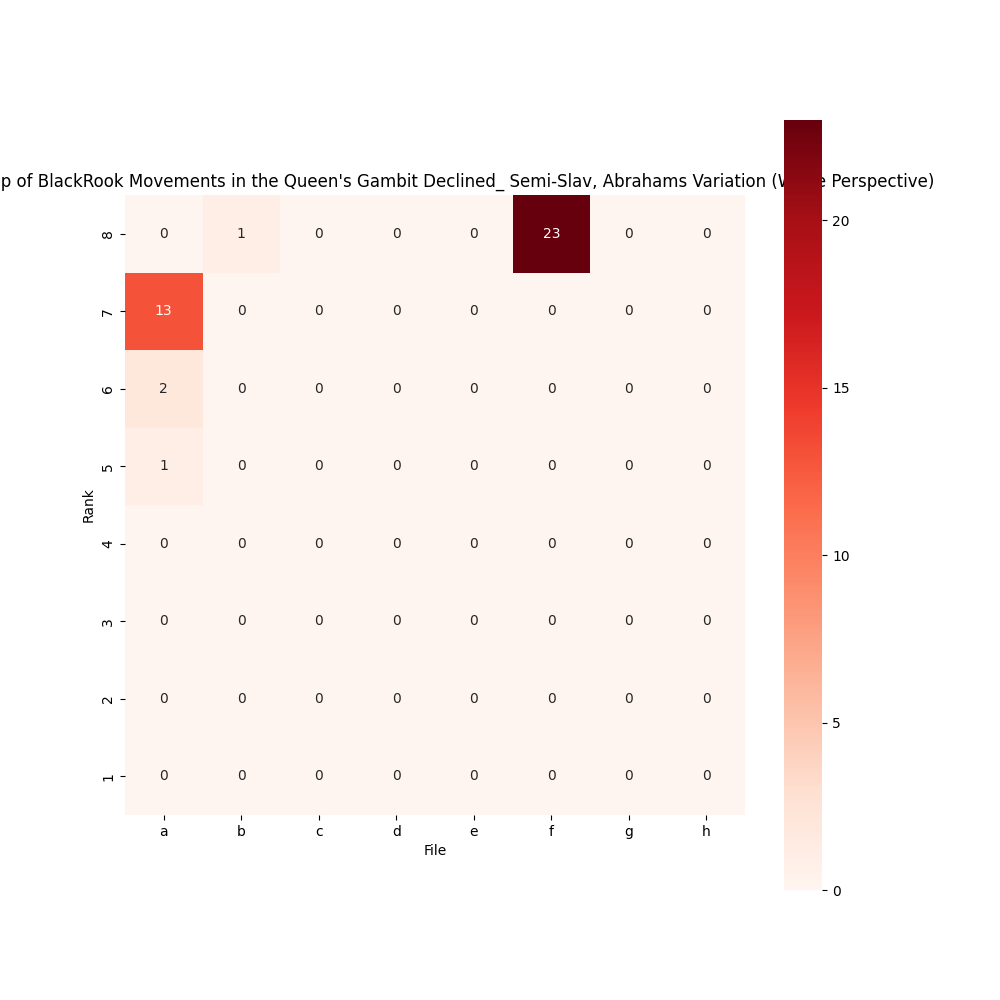 p of BlackRook Movements in the Queen's Gambit Declined_ Semi-Slav, Abrahams Variation (W e Perspective)
8 0 1 0 0 0 23 0 0
7 13 0 0 0 0 0 0 0
6 2 0 0 0 0 0 0 0
5 1 0 0 0 0 0 0 0
4 0 0 0 0 0 0 0 0
3 0 0 0 0 0 0 0 0
2 0 0 0 0 0 0 0 0
1 0 0 0 0 0 0 0 0
Rank
a b c d e f g h
File
20
15
10
5
0